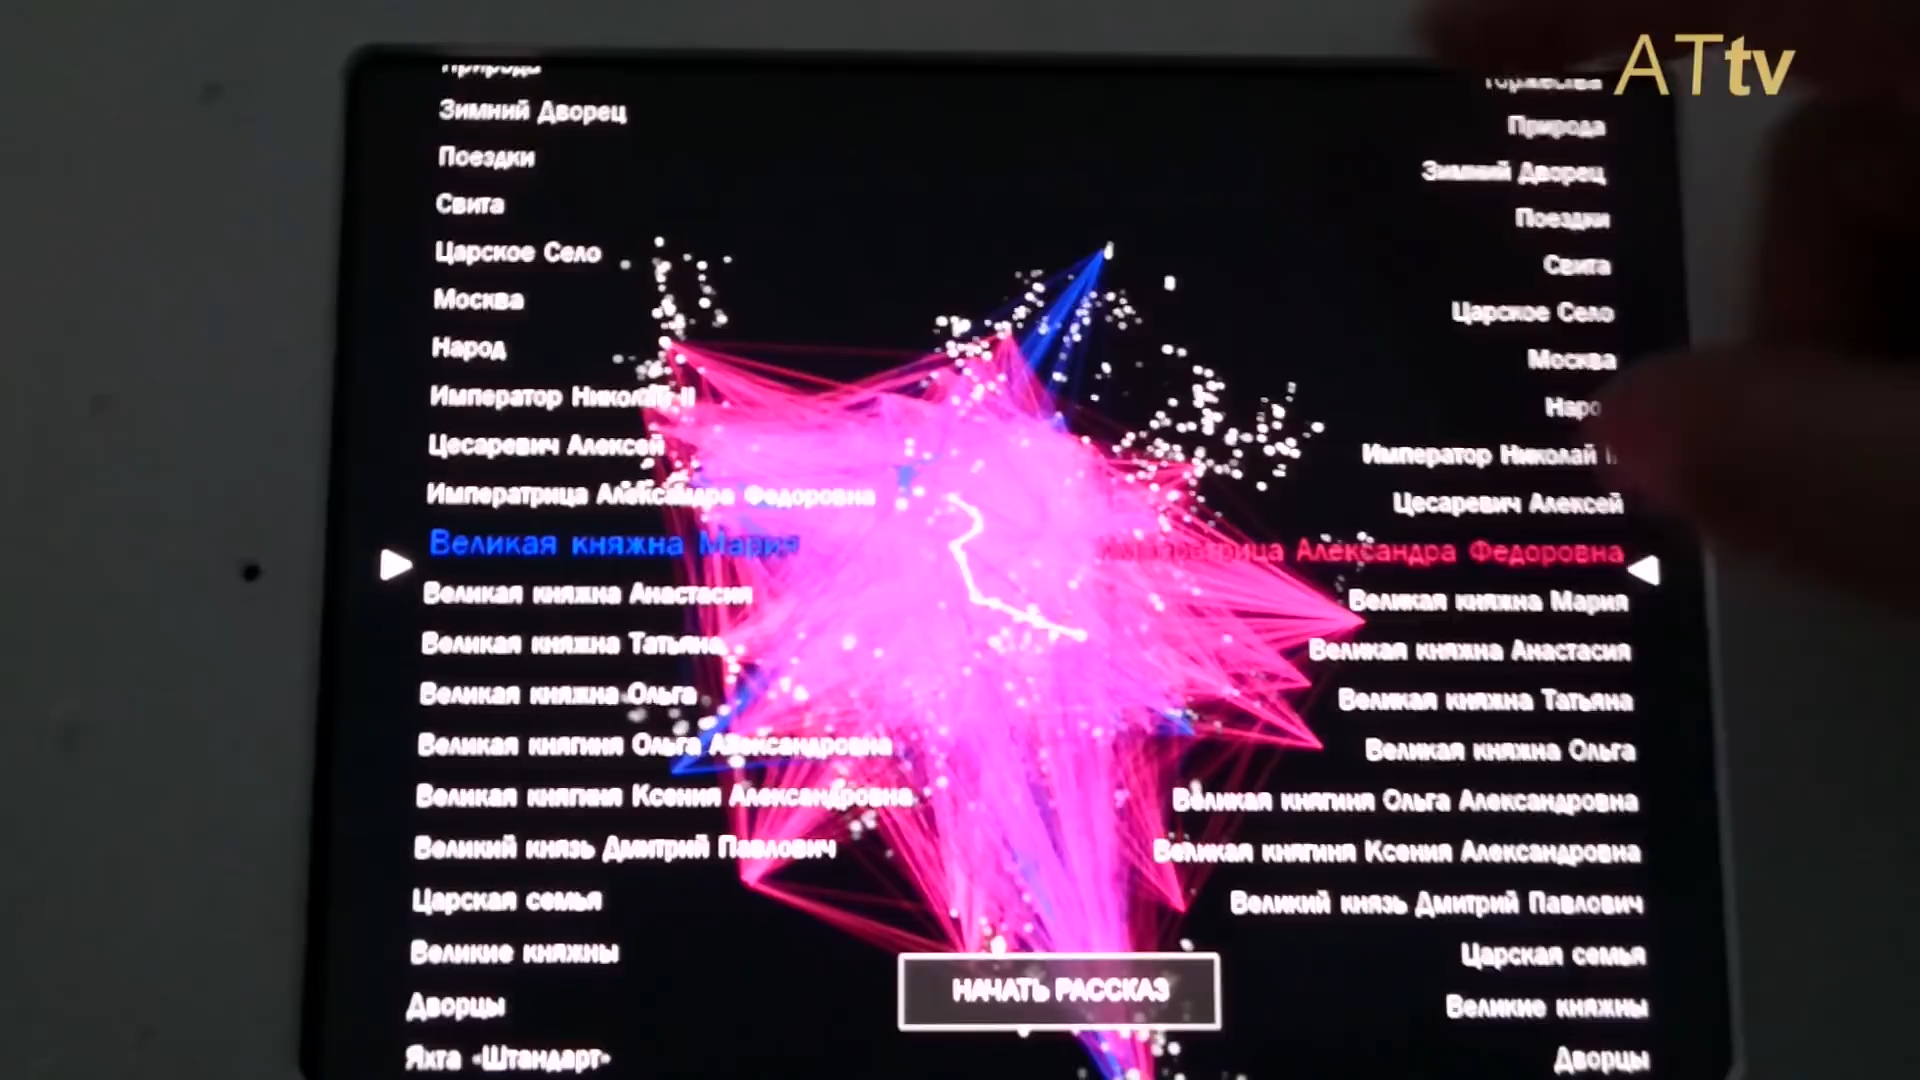 ATtv
Природа
Зимний Дворец
Поездки
Свита
Царское Село
Москва
Народ
Император Николай II
Цесаревич Алексей
Императрица Александра Федоровна
Великая княжна Мария
Великая княжна Анастасия
Великая княжна Татьяна
Великая княжна Ольга
Великая княгиня Ольга Александровна
Великая княгиня Ксения Александровна
Великий князь Дмитрий Павлович
Царская семья
Великие княжны
Дворцы
Яхта «Штандарт»
Торжества
Природа
Зимний Дворец
Поездки
Свита
Царское Село
Москва
Наро
Император Николай I
Цесаревич Алексей
Императрица Александра Федоровна
Великая княжна Мария
Великая княжна Анастасия
Великая княжна Татьяна
Великая княжна Ольга
Великая княгиня Ольга Александровна
Великая княгиня Ксения Александровна
Великий князь Дмитрий Павлович
Царская семья
Великие княжны
Дворцы
НАЧАТЬ РАССКАЗ